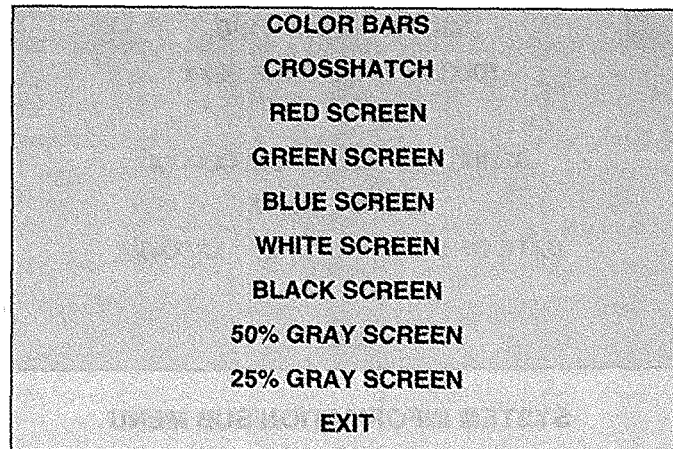 COLOR BARS
CROSSHATCH
RED SCREEN
GREEN SCREEN
BLUE SCREEN
WHITE SCREEN
BLACK SCREEN
50% GRAY SCREEN
25% GRAY SCREEN
EXIT